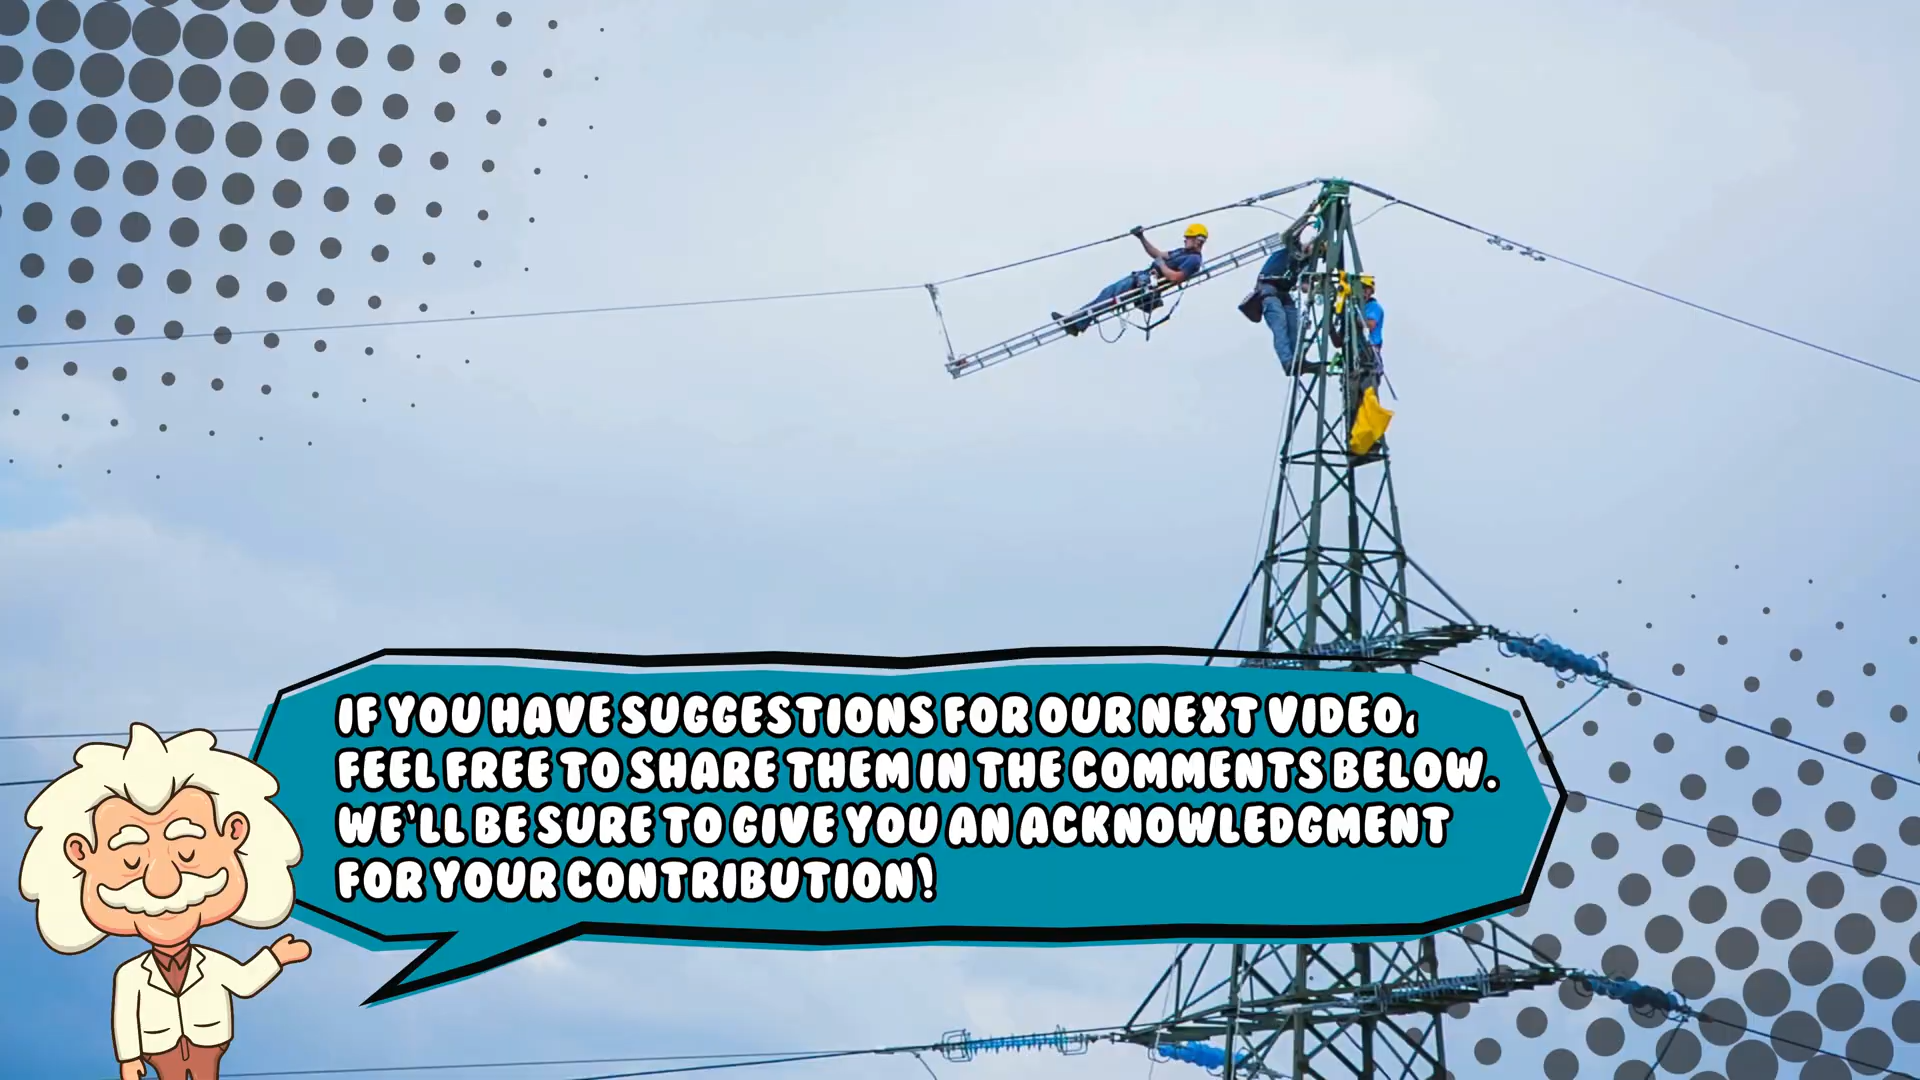 IF YOU HAVE SUGGESTIONS FOR OUR NEXT VIDEO,
FEEL FREE TO SHARE THEM IN THE COMMENTS BELOW.
WE'LL BE SURE TO GIVE YOU AN ACKNOWLEDGMENT
FOR YOUR CONTRIBUTION!